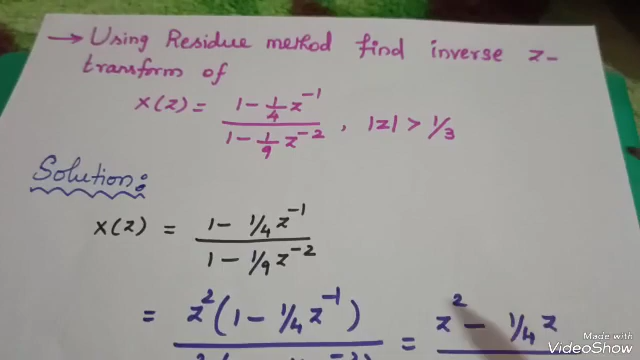 → Using Residue method find inverse z-
transform of
X(z) = (1 - 1/4 z^-1) / (1 - 1/9 z^-2) , |z| > 1/3
Solution:
X(z) = (1 - 1/4 z^-1) / (1 - 1/9 z^-2)
= z^2 (1 - 1/4 z^-1) = z^2 - 1/4 z
Made with
VideoShow